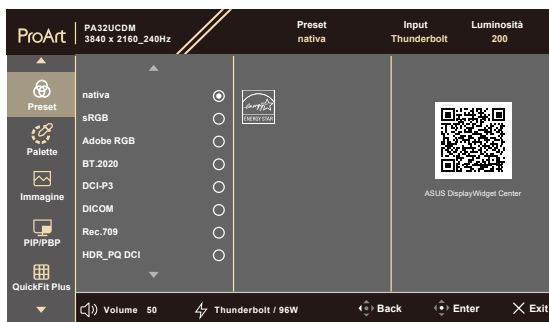 ProArt
PA32UCDM
3840 x 2160_240Hz
Preset
nativa
Input
Thunderbolt
Luminosità
200
Preset
Palette
Immagine
PIP/PBP
QuickFit Plus
nativa
sRGB
Adobe RGB
BT.2020
DCI-P3
DICOM
Rec.709
HDR_PQ DCI
energy
ENERGY STAR
ASUS DisplayWidget Center
Volume 50
Thunderbolt / 96W
Back
Enter
Exit